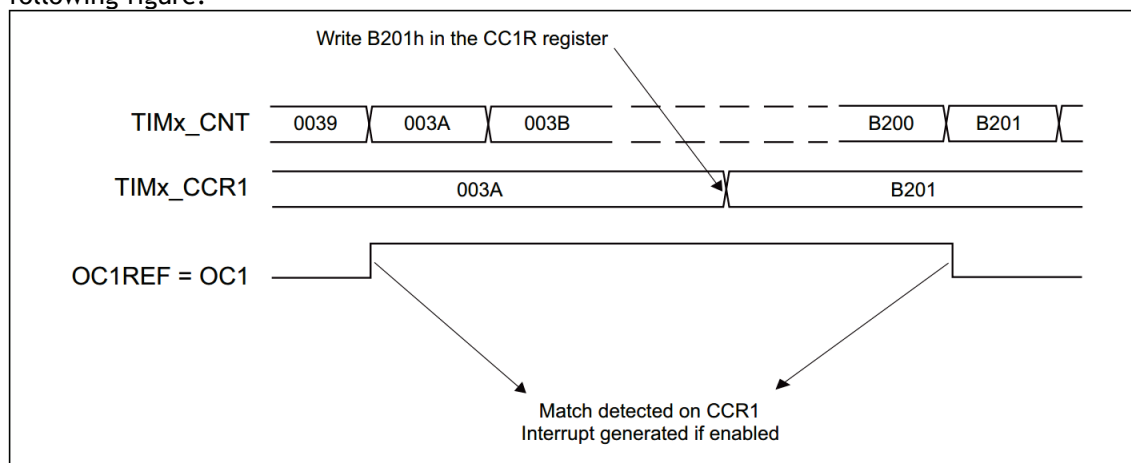 following figure:
Write B201h in the CC1R register
TIMx_CNT 0039 003A 003B B200 B201
TIMx_CCR1 003A B201
OC1REF = OC1
Match detected on CCR1
Interrupt generated if enabled